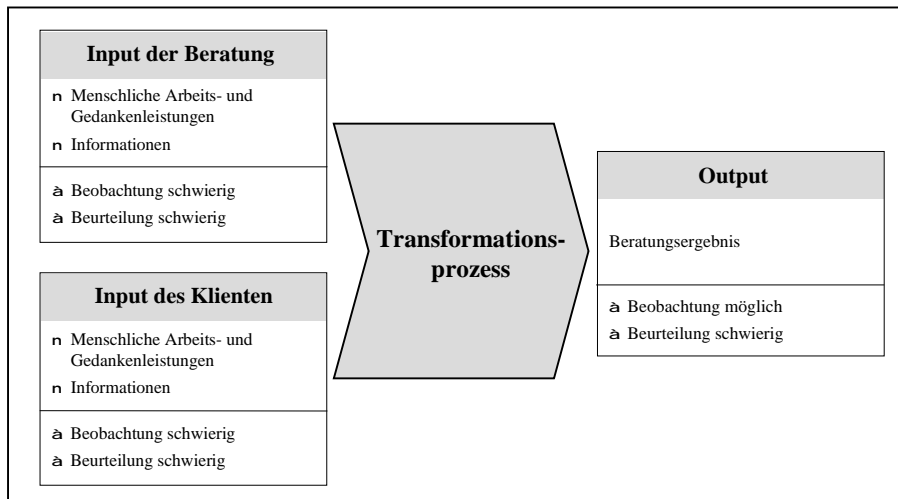 Input der Beratung
n Menschliche Arbeits- und
Gedankenleistungen
n Informationen
à Beobachtung schwierig
à Beurteilung schwierig
Input des Klienten
n Menschliche Arbeits- und
Gedankenleistungen
n Informationen
à Beobachtung schwierig
à Beurteilung schwierig
Transformations-
prozess
Output
Beratungsergebnis
à Beobachtung möglich
à Beurteilung schwierig